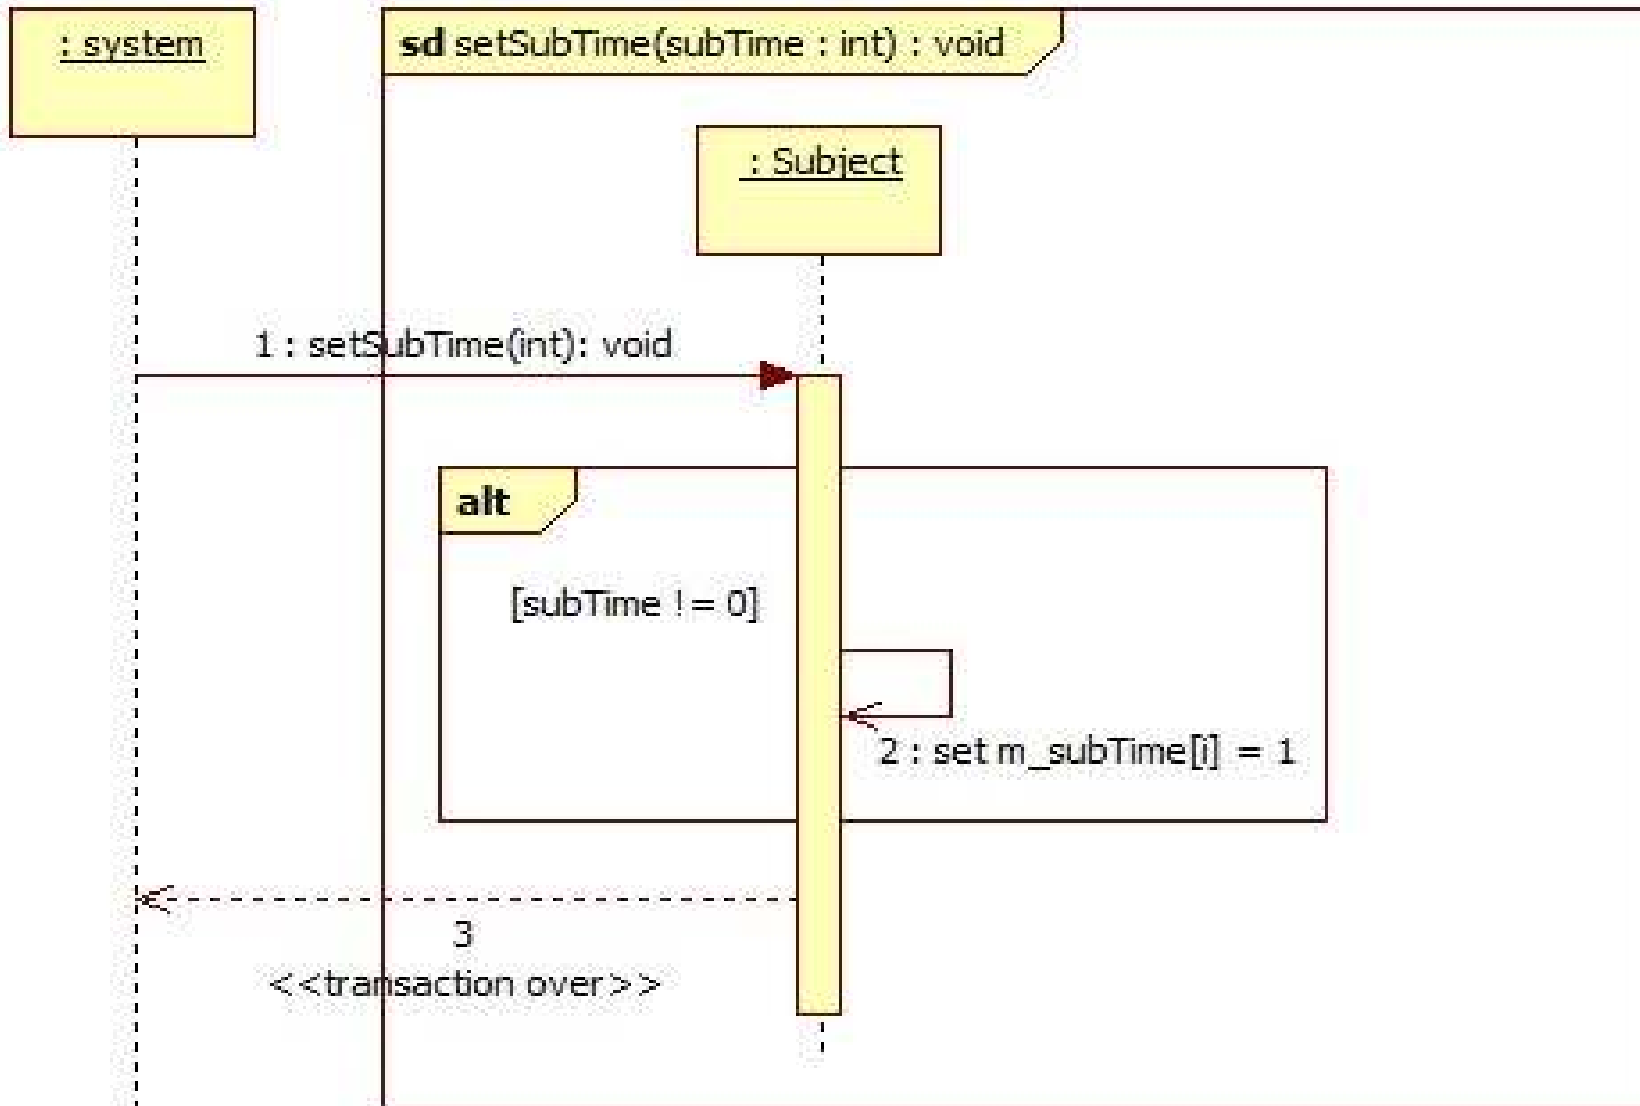 : system
sd setSubTime(subTime : int) : void
: Subject
1 : setSubTime(int): void
alt
[subTime != 0]
2 : set m_subTime[i] = 1
3
<<transaction over>>